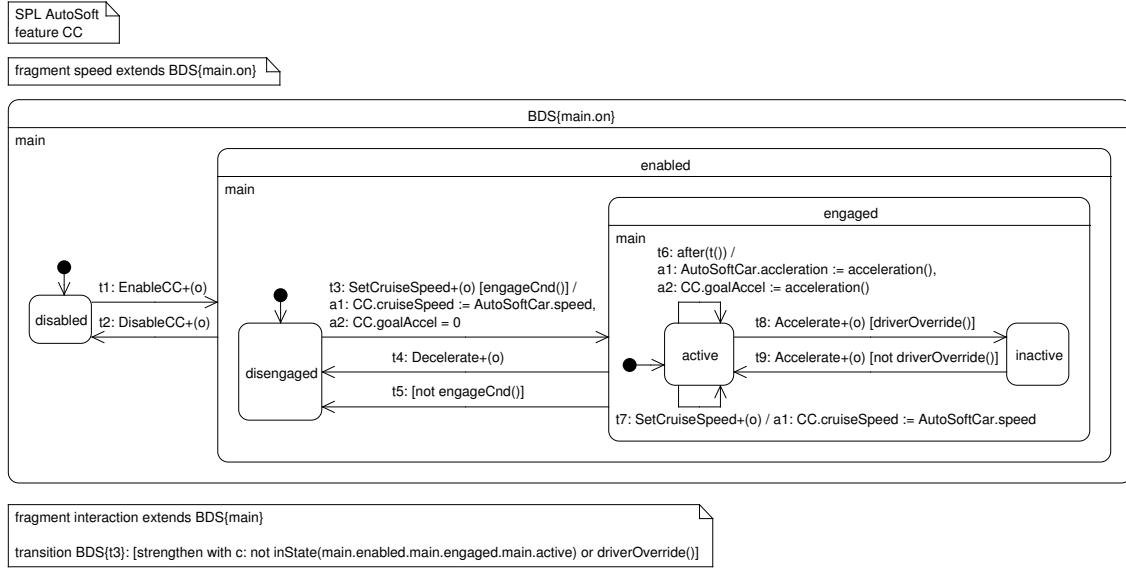 SPL AutoSoft
feature CC
fragment speed extends BDS{main.on}
BDS{main.on}
main
enabled
main
engaged
main
t6: after(t()) /
a1: AutoSoftCar.accleration := acceleration(),
a2: CC.goalAccel := acceleration()
t1: EnableCC+(o)
t3: SetCruiseSpeed+(o) [engageCnd()] /
a1: CC.cruiseSpeed := AutoSoftCar.speed,
a2: CC.goalAccel = 0
disabled
t2: DisableCC+(o)
t8: Accelerate+(o) [driverOverride()]
disengaged
t4: Decelerate+(o)
active
t9: Accelerate+(o) [not driverOverride()]
inactive
t5: [not engageCnd()]
t7: SetCruiseSpeed+(o) / a1: CC.cruiseSpeed := AutoSoftCar.speed
fragment interaction extends BDS{main}
transition BDS{t3}: [strengthen with c: not inState(main.enabled.main.engaged.main.active) or driverOverride()]